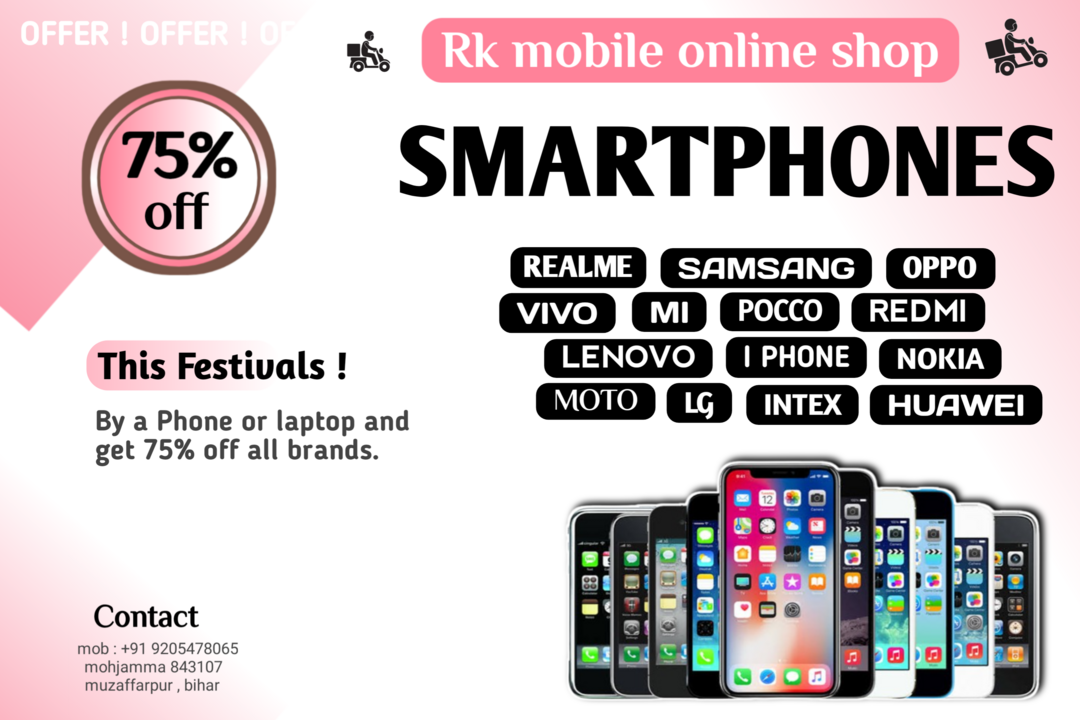 OFFER ! OFFER ! OF
Rk mobile online shop
75%
off
SMARTPHONES
REALME SAMSANG OPPO
VIVO MI POCCO REDMI
LENOVO I PHONE NOKIA
MOTO LG INTEX HUAWEI
This Festivals !
By a Phone or laptop and
get 75% off all brands.
Contact
mob : +91 9205478065
mohjamma 843107
muzaffarpur , bihar